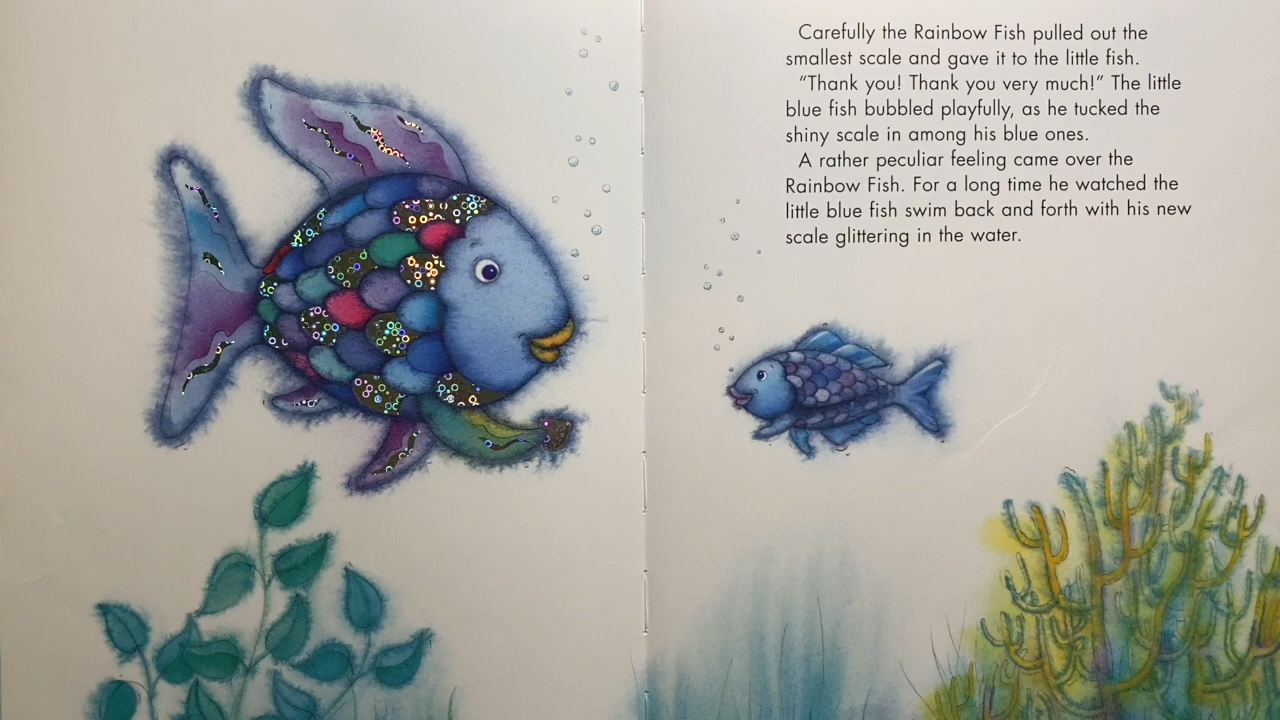 Carefully the Rainbow Fish pulled out the
smallest scale and gave it to the little fish.
“Thank you! Thank you very much!” The little
blue fish bubbled playfully, as he tucked the
shiny scale in among his blue ones.
A rather peculiar feeling came over the
Rainbow Fish. For a long time he watched the
little blue fish swim back and forth with his new
scale glittering in the water.